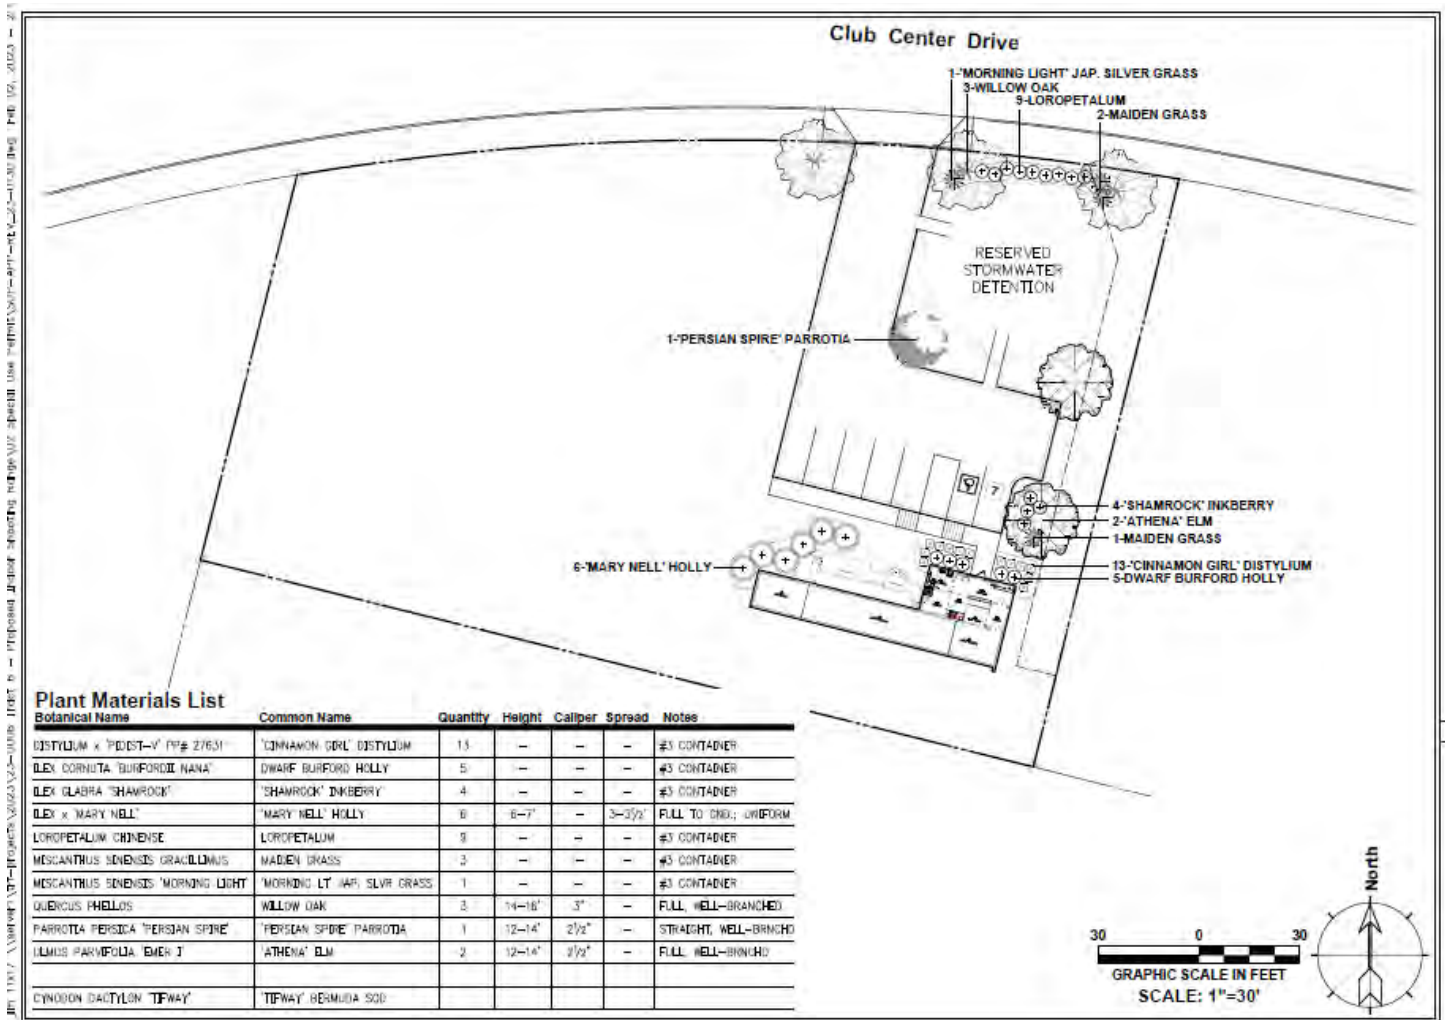 Club Center Drive
1-'MORNING LIGHT' JAP. SILVER GRASS
3-WILLOW OAK
9-LOROPETALUM
2-MAIDEN GRASS
RESERVED
STORMWATER
DETENTION
1-'PERSIAN SPIRE' PARROTIA
7
4-'SHAMROCK' INKBERRY
2-'ATHENA' ELM
1-MAIDEN GRASS
6-'MARY NELL' HOLLY
13-'CINNAMON GIRL' DISTYLIUM
5-DWARF BURFORD HOLLY
Plant Materials List
Botanical Name Common Name Quantity Height Caliper Spread Notes
DISTYLIUM x 'PIIDIST-V' PP# 27631 'CINNAMON GIRL' DISTYLIUM 13 - - - #3 CONTAINER
ILEX CORNUTA 'BURFORDII NANA' DWARF BURFORD HOLLY 5 - - - #3 CONTAINER
ILEX GLABRA 'SHAMROCK' 'SHAMROCK' INKBERRY 4 - - - #3 CONTAINER
ILEX x 'MARY NELL' 'MARY NELL' HOLLY 6 6-7' - 3-3½' FULL TO GND.; UNIFORM
LOROPETALUM CHINENSE LOROPETALUM 9 - - - #3 CONTAINER
MISCANTHUS SINENSIS GRACILLIMUS MAIDEN GRASS 3 - - - #3 CONTAINER
MISCANTHUS SINENSIS 'MORNING LIGHT' 'MORNING LT' JAP. SLVR GRASS 1 - - - #3 CONTAINER
QUERCUS PHELLOS WILLOW OAK 3 14-16' 3" - FULL, WELL-BRANCHED
PARROTIA PERSICA 'PERSIAN SPIRE' 'PERSIAN SPIRE' PARROTIA 1 12-14' 2½" - STRAIGHT, WELL-BRNCHD
ULMUS PARVIFOLIA 'EMER I' 'ATHENA' ELM 2 12-14' 2½" - FULL, WELL-BRNCHD
CYNODON DACTYLON 'TIFWAY' 'TIFWAY' BERMUDA SOD
North
30 0 30
GRAPHIC SCALE IN FEET
SCALE: 1"=30'